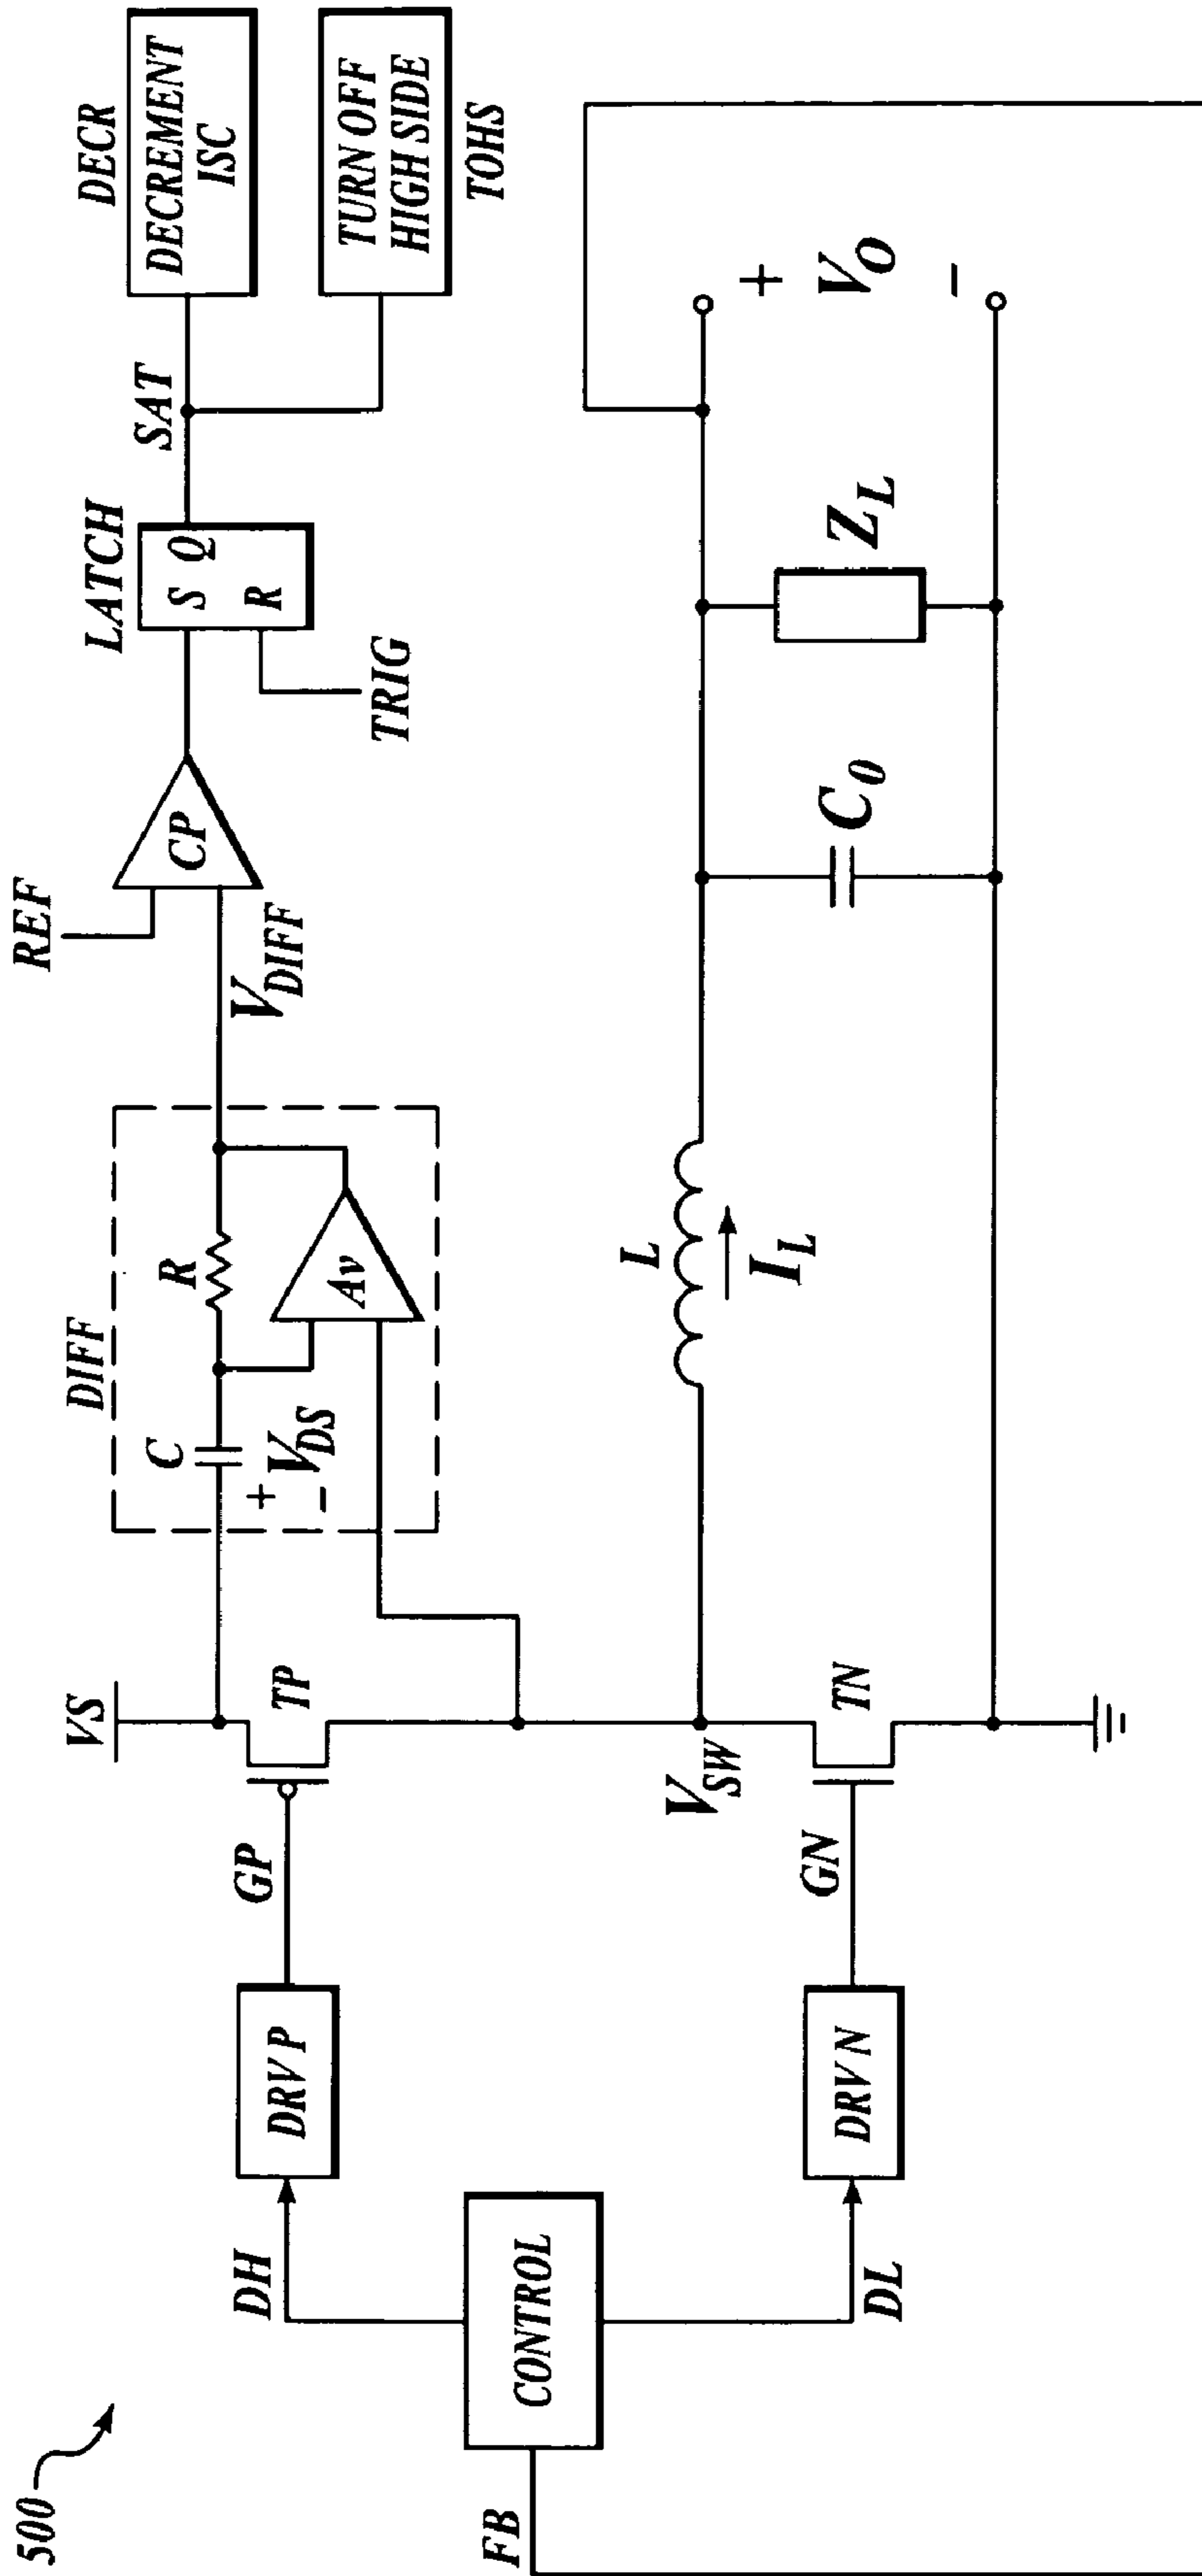 500
FB
CONTROL
DH
DL
DRV P
DRV N
GP
GN
VS
TP
V_SW
TN
DIFF
C
R
+
V_DS
-
Av
V_DIFF
REF
CP
LATCH
S Q
R
TRIG
SAT
DECR
DECREMENT
ISC
TURN OFF
HIGH SIDE
TOHS
L
I_L
C_0
Z_L
+
V_O
-